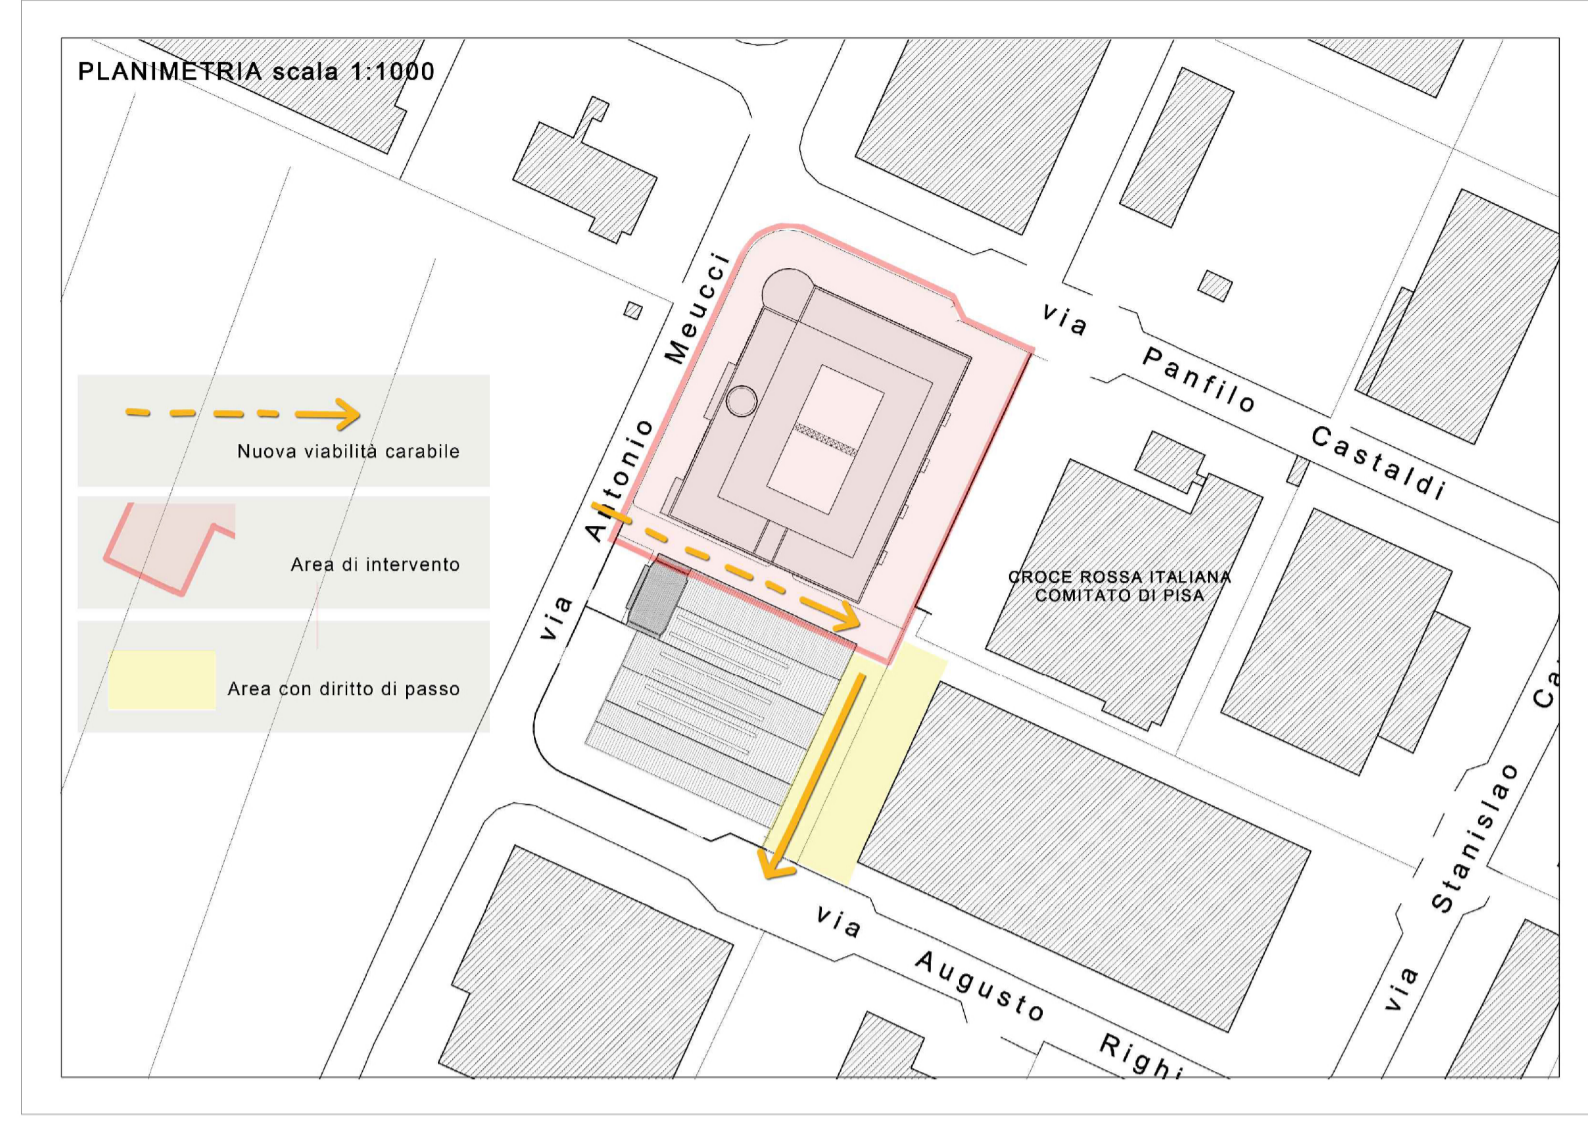 PLANIMETRIA scala 1:1000
Nuova viabilità carabile
Area di intervento
Area con diritto di passo
via Antonio Meucci
via Panfilo Castaldi
CROCE ROSSA ITALIANA
COMITATO DI PISA
via Stanislao Ca
via Augusto Righi